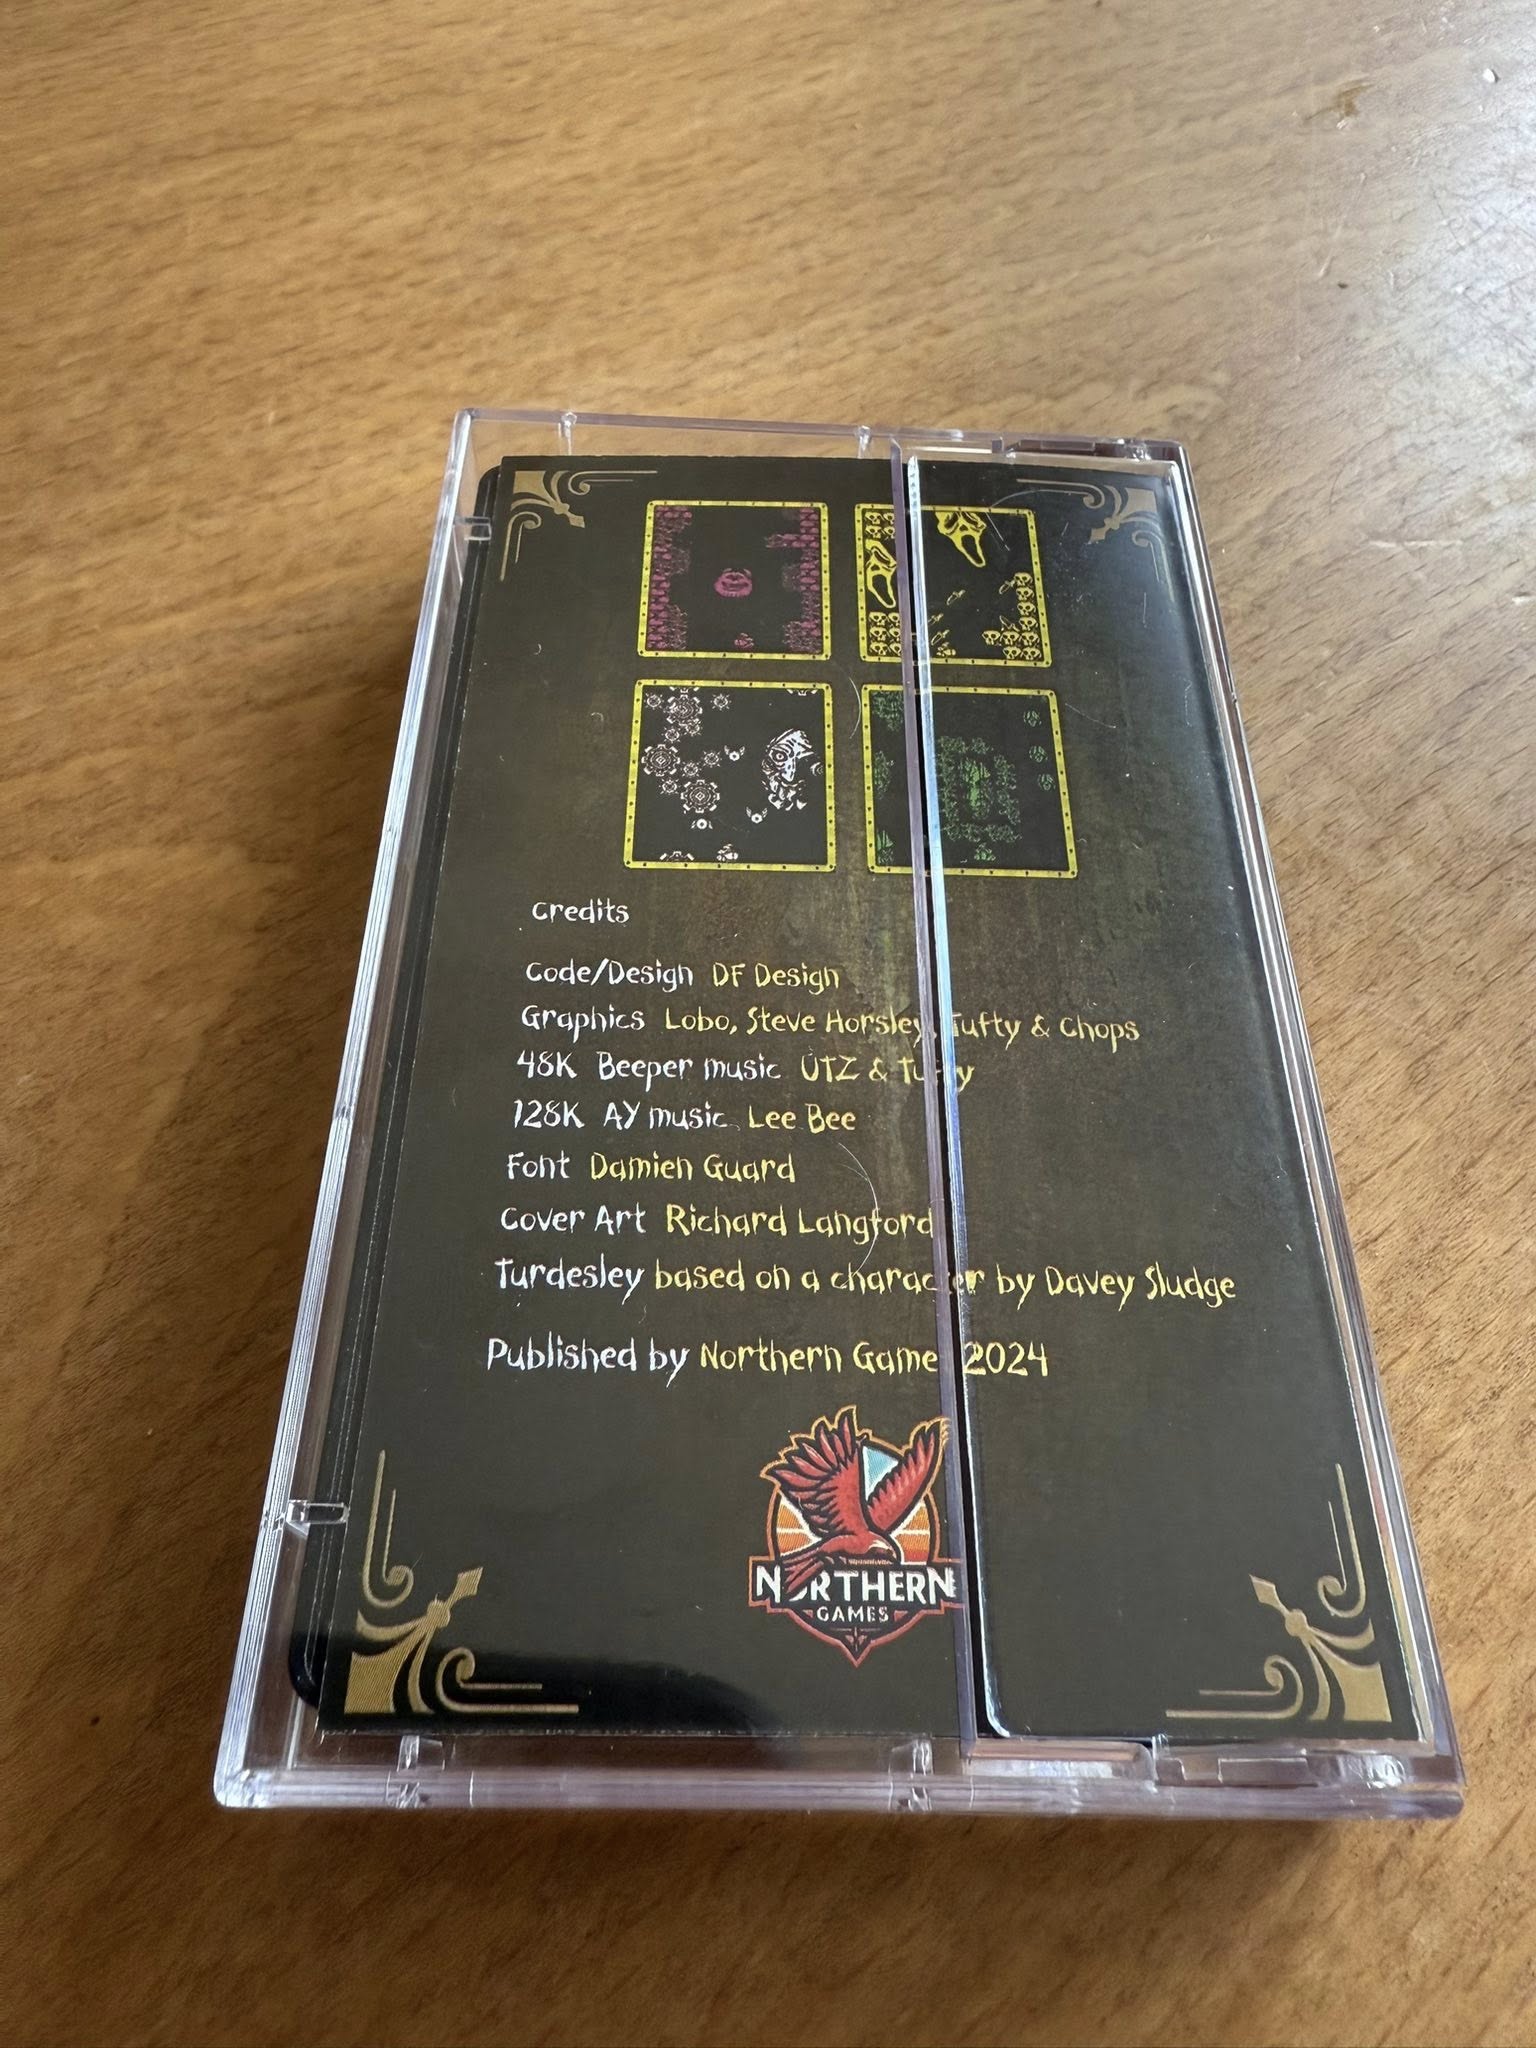 Credits
Code/Design DF Design
Graphics Lobo, Steve Horsley, Tufty & Chops
48K Beeper music UTZ & Tufty
128K AY music Lee Bee
Font Damien Guard
Cover Art Richard Langford
Turdesley based on a character by Davey Sludge
Published by Northern Games 2024
NORTHERN
GAMES